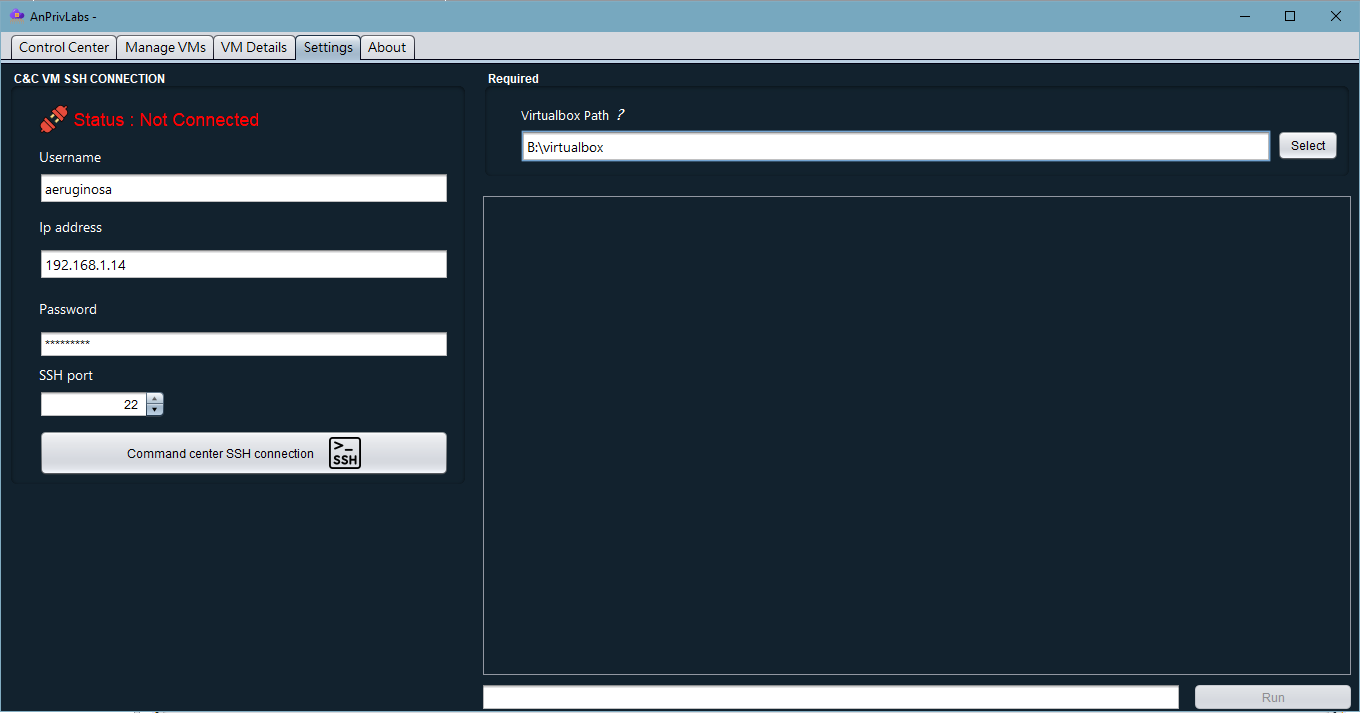 AnPrivLabs -
Control Center Manage VMs VM Details Settings About
C&C VM SSH CONNECTION
Status : Not Connected
Username
aeruginosa
Ip address
192.168.1.14
Password
*********
SSH port
22
Command center SSH connection >_ SSH
Required
Virtualbox Path ?
B:\virtualbox
Select
Run